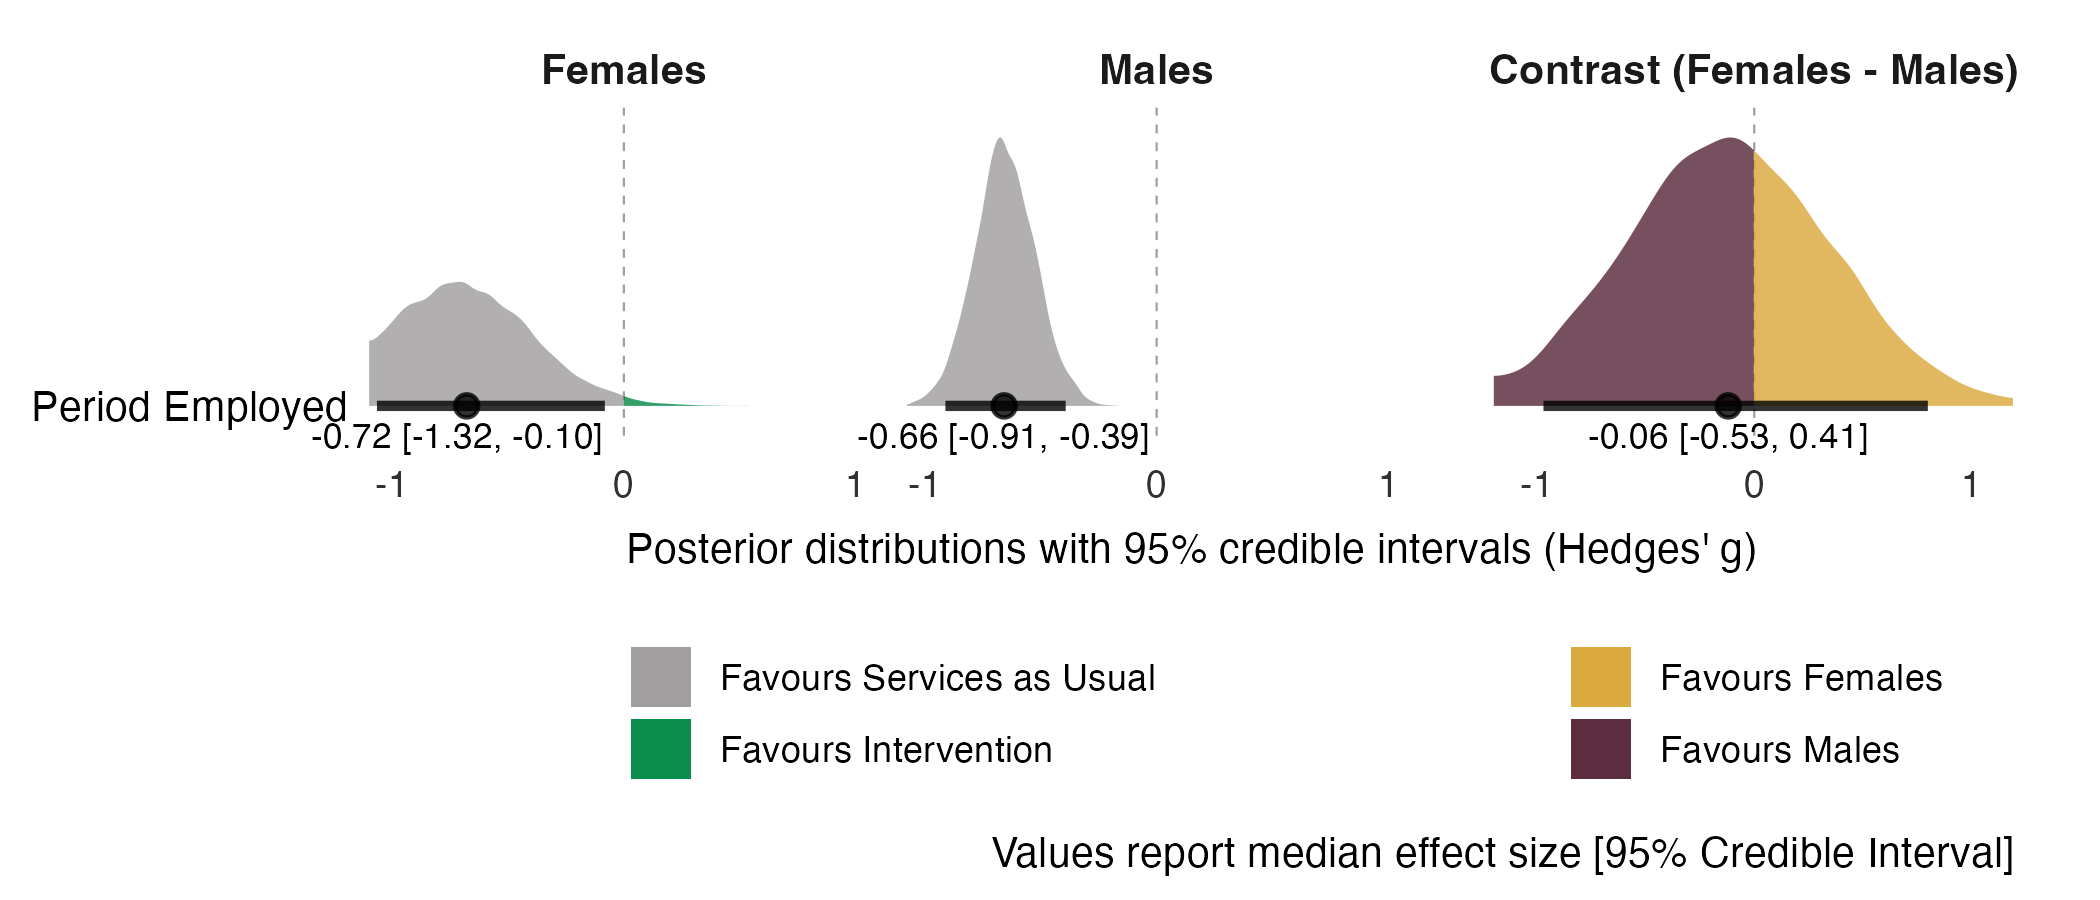 Females Males Contrast (Females - Males)
Period Employed
-0.72 [-1.32, -0.10] -0.66 [-0.91, -0.39] -0.06 [-0.53, 0.41]
-1 0 1 -1 0 1 -1 0 1
Posterior distributions with 95% credible intervals (Hedges' g)
Favours Services as Usual Favours Females
Favours Intervention Favours Males
Values report median effect size [95% Credible Interval]